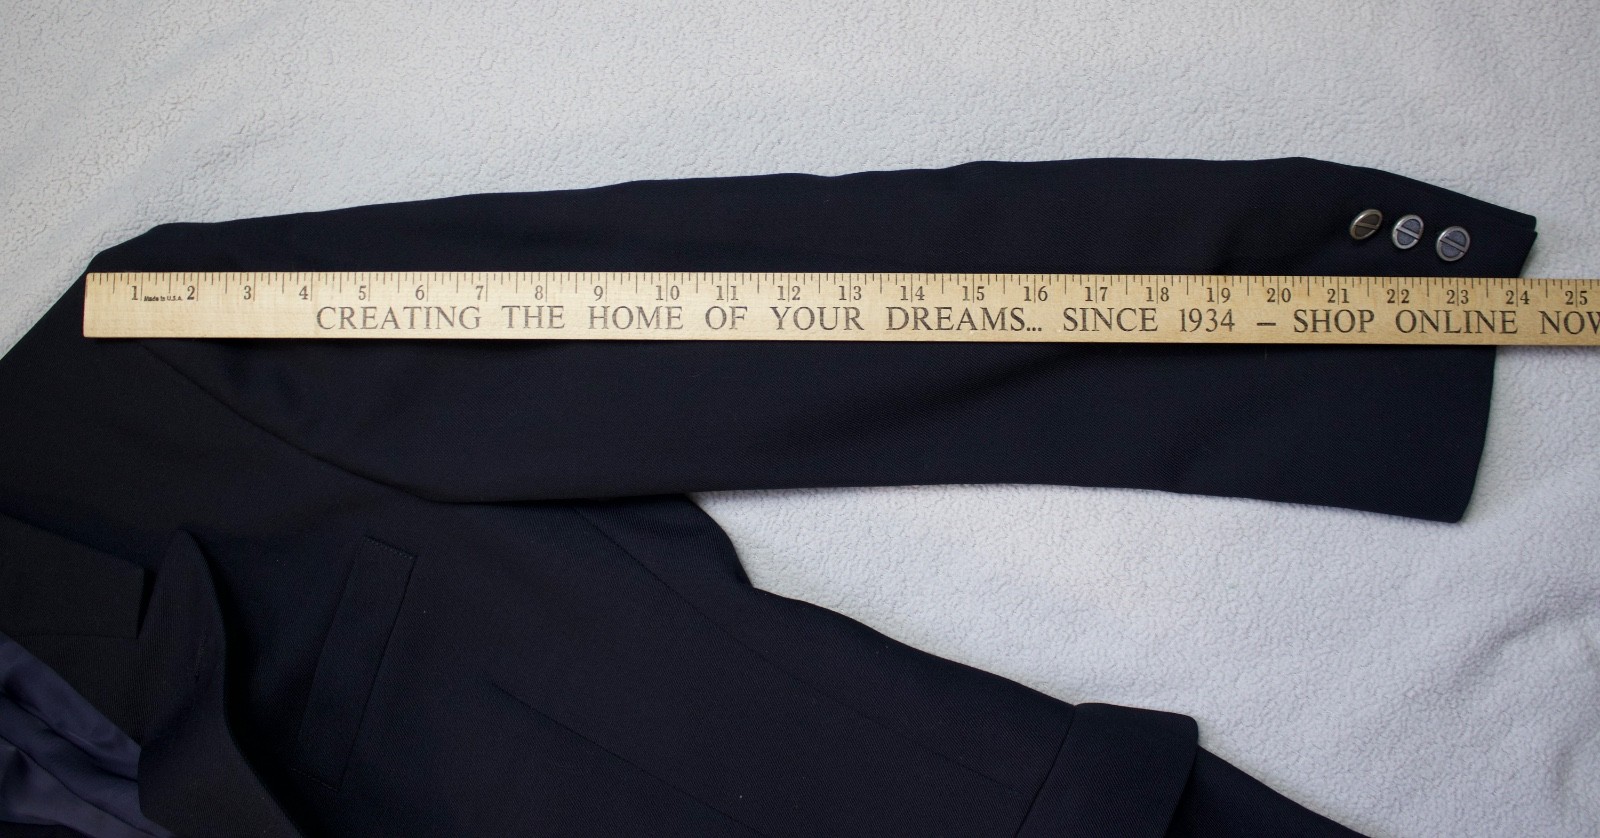 1 Made in U.S.A. 2 3 4 5 6 7 8 9 10 11 12 13 14 15 16 17 18 19 20 21 22 23 24 25
CREATING THE HOME OF YOUR DREAMS... SINCE 1934 – SHOP ONLINE NOW